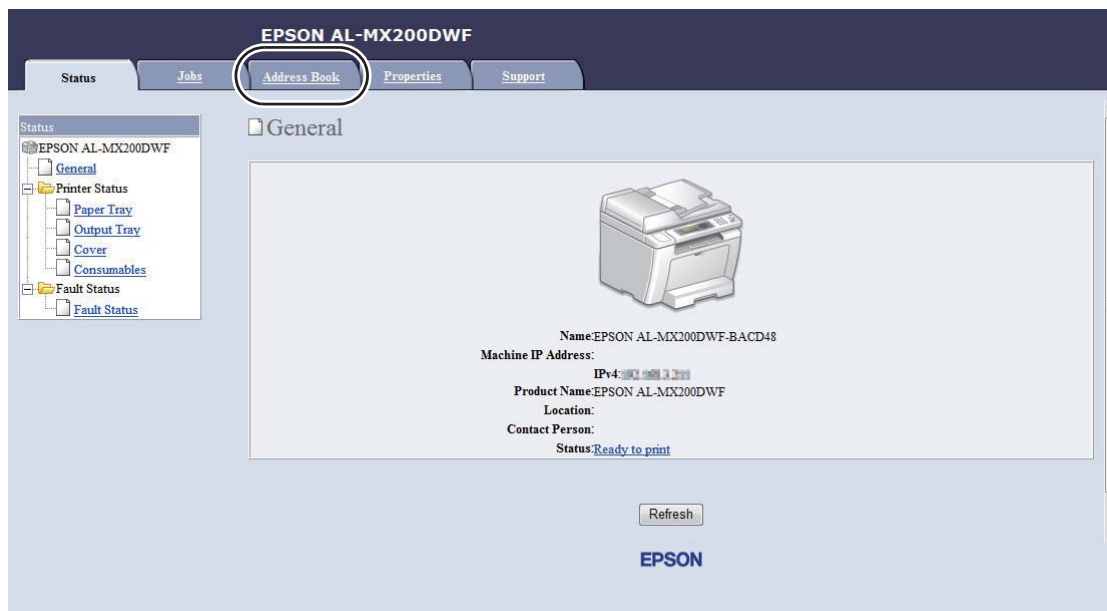 EPSON AL-MX200DWF
Status Jobs Address Book Properties Support
Status
EPSON AL-MX200DWF
General
Printer Status
Paper Tray
Output Tray
Cover
Consumables
Fault Status
Fault Status
General
Name:EPSON AL-MX200DWF-BACD48
Machine IP Address:
IPv4:
Product Name:EPSON AL-MX200DWF
Location:
Contact Person:
Status:Ready to print
Refresh
EPSON